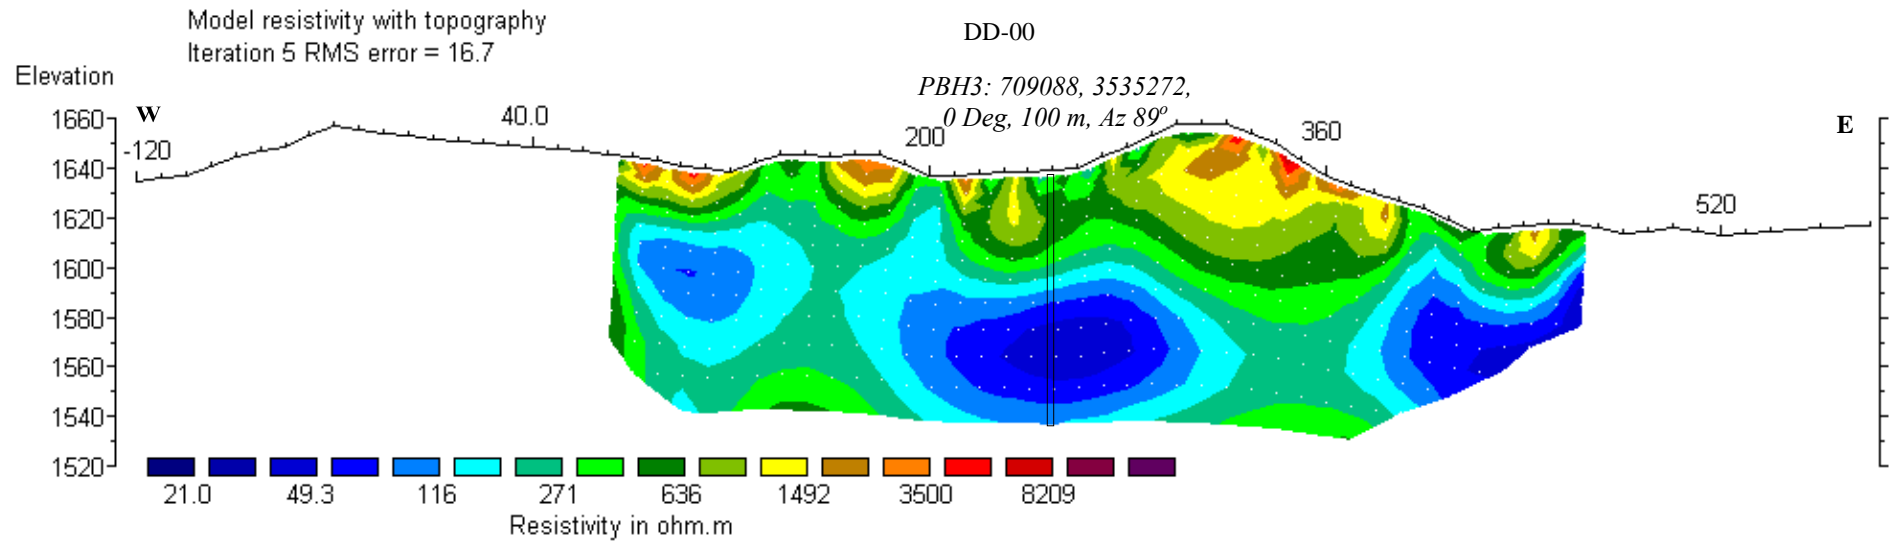 Model resistivity with topography
Iteration 5 RMS error = 16.7
DD-00
Elevation
PBH3: 709088, 3535272,
0 Deg, 100 m, Az 89º
W
E
-120
40.0
200
360
520
1660
1640
1620
1600
1580
1560
1540
1520
21.0 49.3 116 271 636 1492 3500 8209
Resistivity in ohm.m